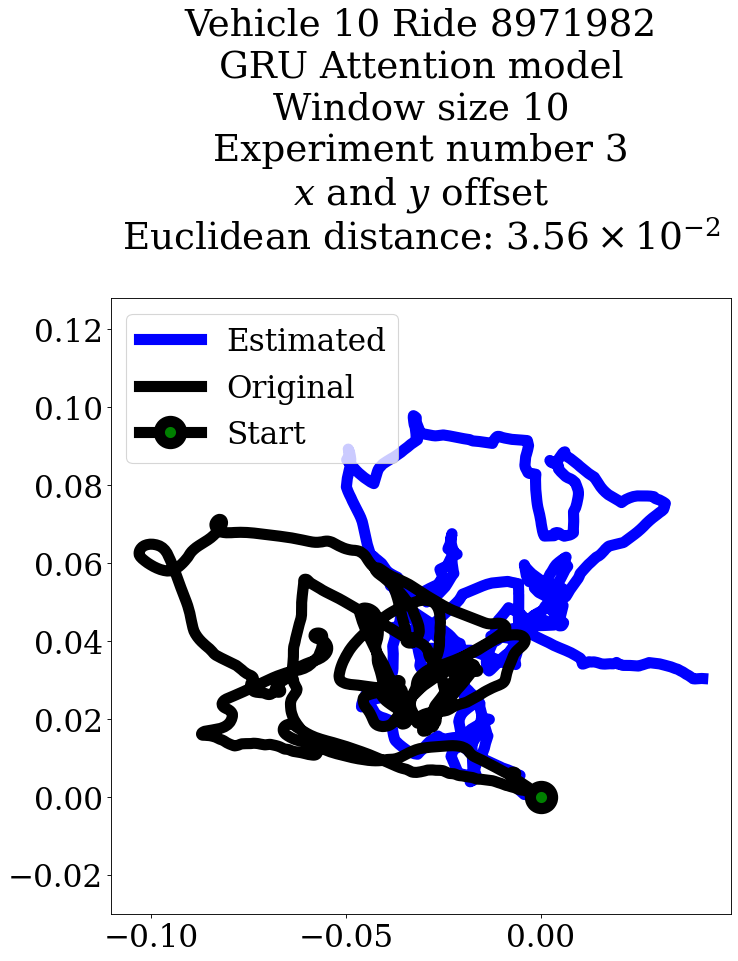 Vehicle 10 Ride 8971982
GRU Attention model
Window size 10
Experiment number 3
x and y offset
Euclidean distance: 3.56 × 10⁻²
Estimated
Original
Start
0.12
0.10
0.08
0.06
0.04
0.02
0.00
−0.02
−0.10
−0.05
0.00